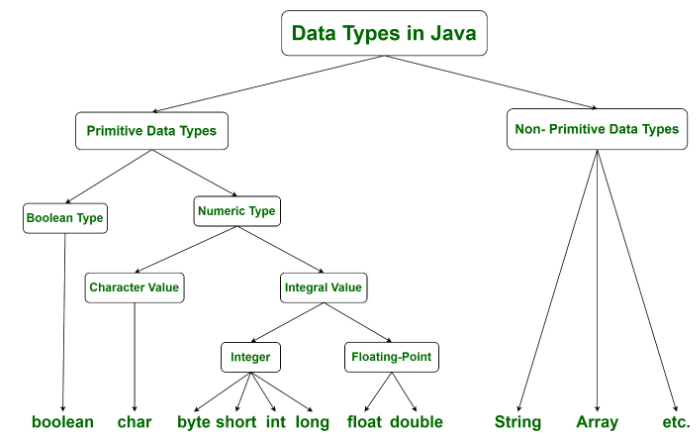 Data Types in Java
Primitive Data Types
Non- Primitive Data Types
Boolean Type
Numeric Type
Character Value
Integral Value
Integer
Floating-Point
boolean
char
byte
short
int
long
float
double
String
Array
etc.